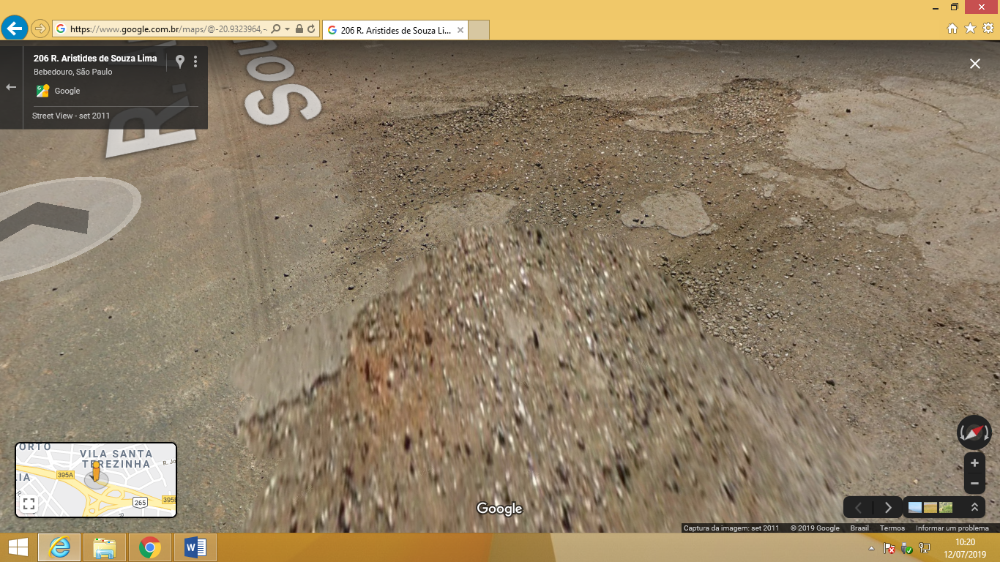 https://www.google.com.br/maps/@-20.9323964,-
206 R. Aristides de Souza Li...
206 R. Aristides de Souza Lima
Bebedouro, São Paulo
Google
Street View - set 2011
R.
Sou
ORTO
VILA SANTA
TEREZINHA
R. Jo
395A
IA
265
395
R.
Google
Captura da imagem: set 2011 © 2019 Google Brasil Termos Informar um problema
10:20
12/07/2019